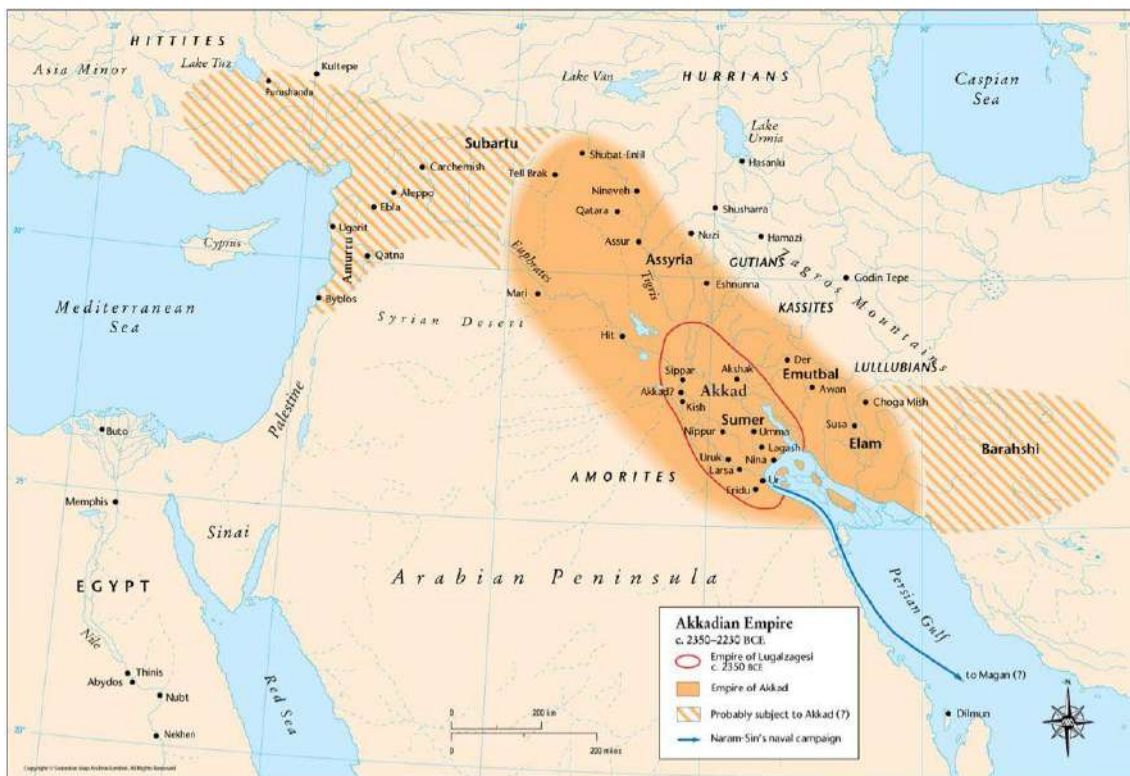 HITTITES
Asia Minor
Lake Tuz
Kultepe
Purushanda
Lake Van
HURRIANS
Caspian
Sea
Lake
Urmia
Hasanlu
Subartu
Carchemish
Aleppo
Ebla
Ugarit
Amurru
Qatna
Byblos
Cyprus
Mediterranean
Sea
Shubat-Enlil
Tell Brak
Nineveh
Qatara
Assur
Assyria
Euphrates
Tigris
Mari
Hit
Shusharra
Nuzi
Hamazi
GUTIANS
Zagros Mountains
Godin Tepe
Eshnunna
KASSITES
LULLLUBIANS
Syrian Desert
Palestine
Sippar
Akshak
Akkad?
Akkad
Kish
Der
Emutbal
Awan
Choga Mish
Susa
Elam
Barahshi
Nippur
Sumer
Umma
Lagash
Uruk
Nina
Larsa
Ur
Eridu
AMORITES
Buto
Memphis
Sinai
EGYPT
Nile
Thinis
Abydos
Nubt
Nekhen
Red Sea
Arabian Peninsula
Persian Gulf
to Magan (?)
Dilmun
N
Akkadian Empire
c. 2350–2230 BCE
Empire of Lugalzagesi
c. 2350 BCE
Empire of Akkad
Probably subject to Akkad (?)
Naram-Sin's naval campaign
0 200 km
0 200 miles